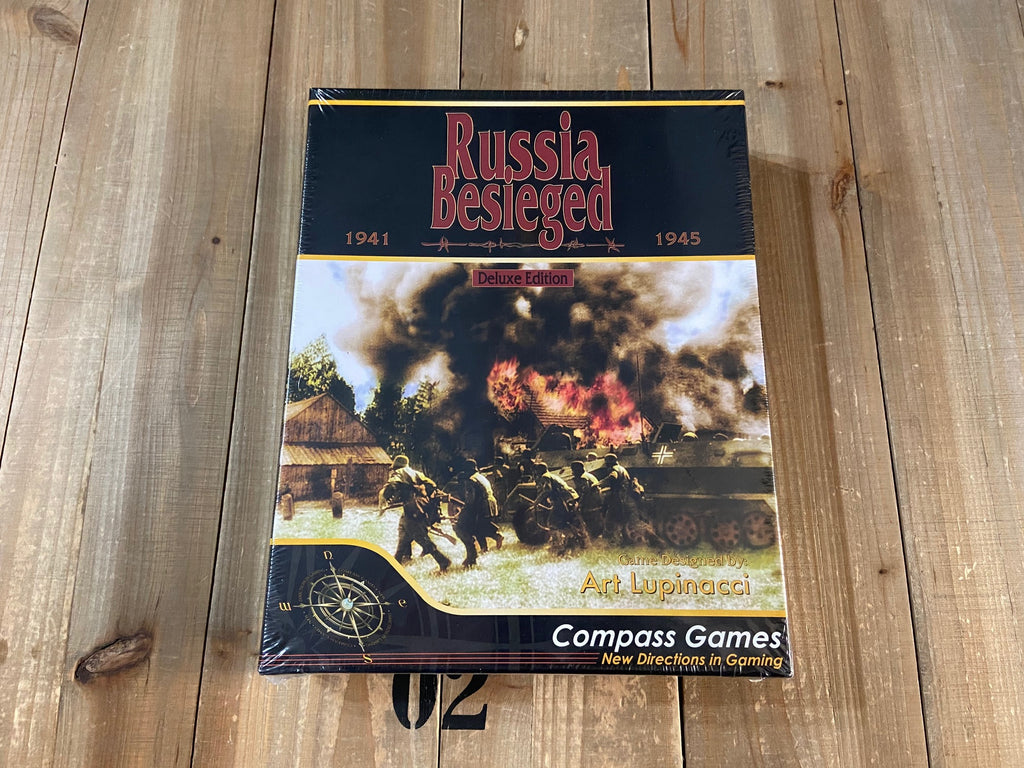 Russia
Besieged
1941 1945
Deluxe Edition
Game Designed by:
Art Lupinacci
n
w e
s
Compass Games
New Directions in Gaming
02